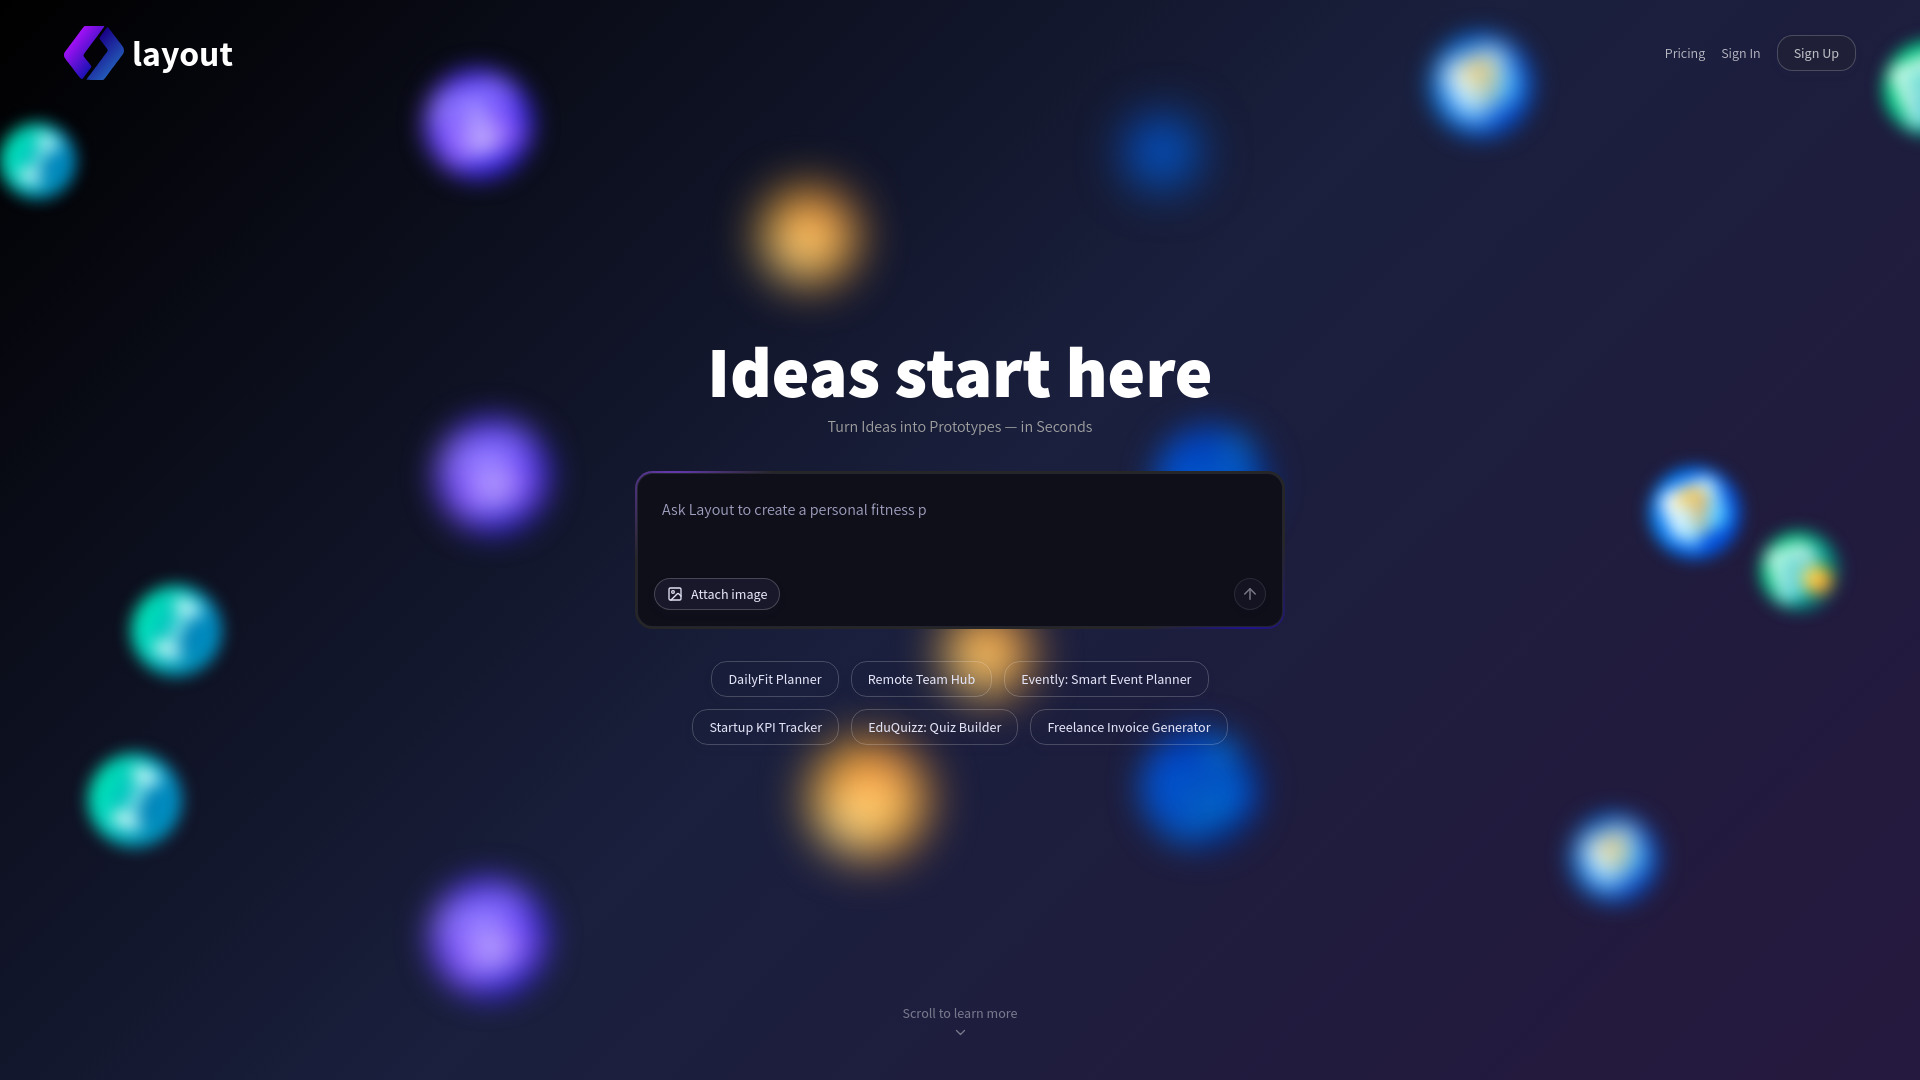 layout
Pricing
Sign In
Sign Up
Ideas start here
Turn Ideas into Prototypes — in Seconds
Ask Layout to create a personal fitness p
Attach image
DailyFit Planner
Remote Team Hub
Evently: Smart Event Planner
Startup KPI Tracker
EduQuizz: Quiz Builder
Freelance Invoice Generator
Scroll to learn more